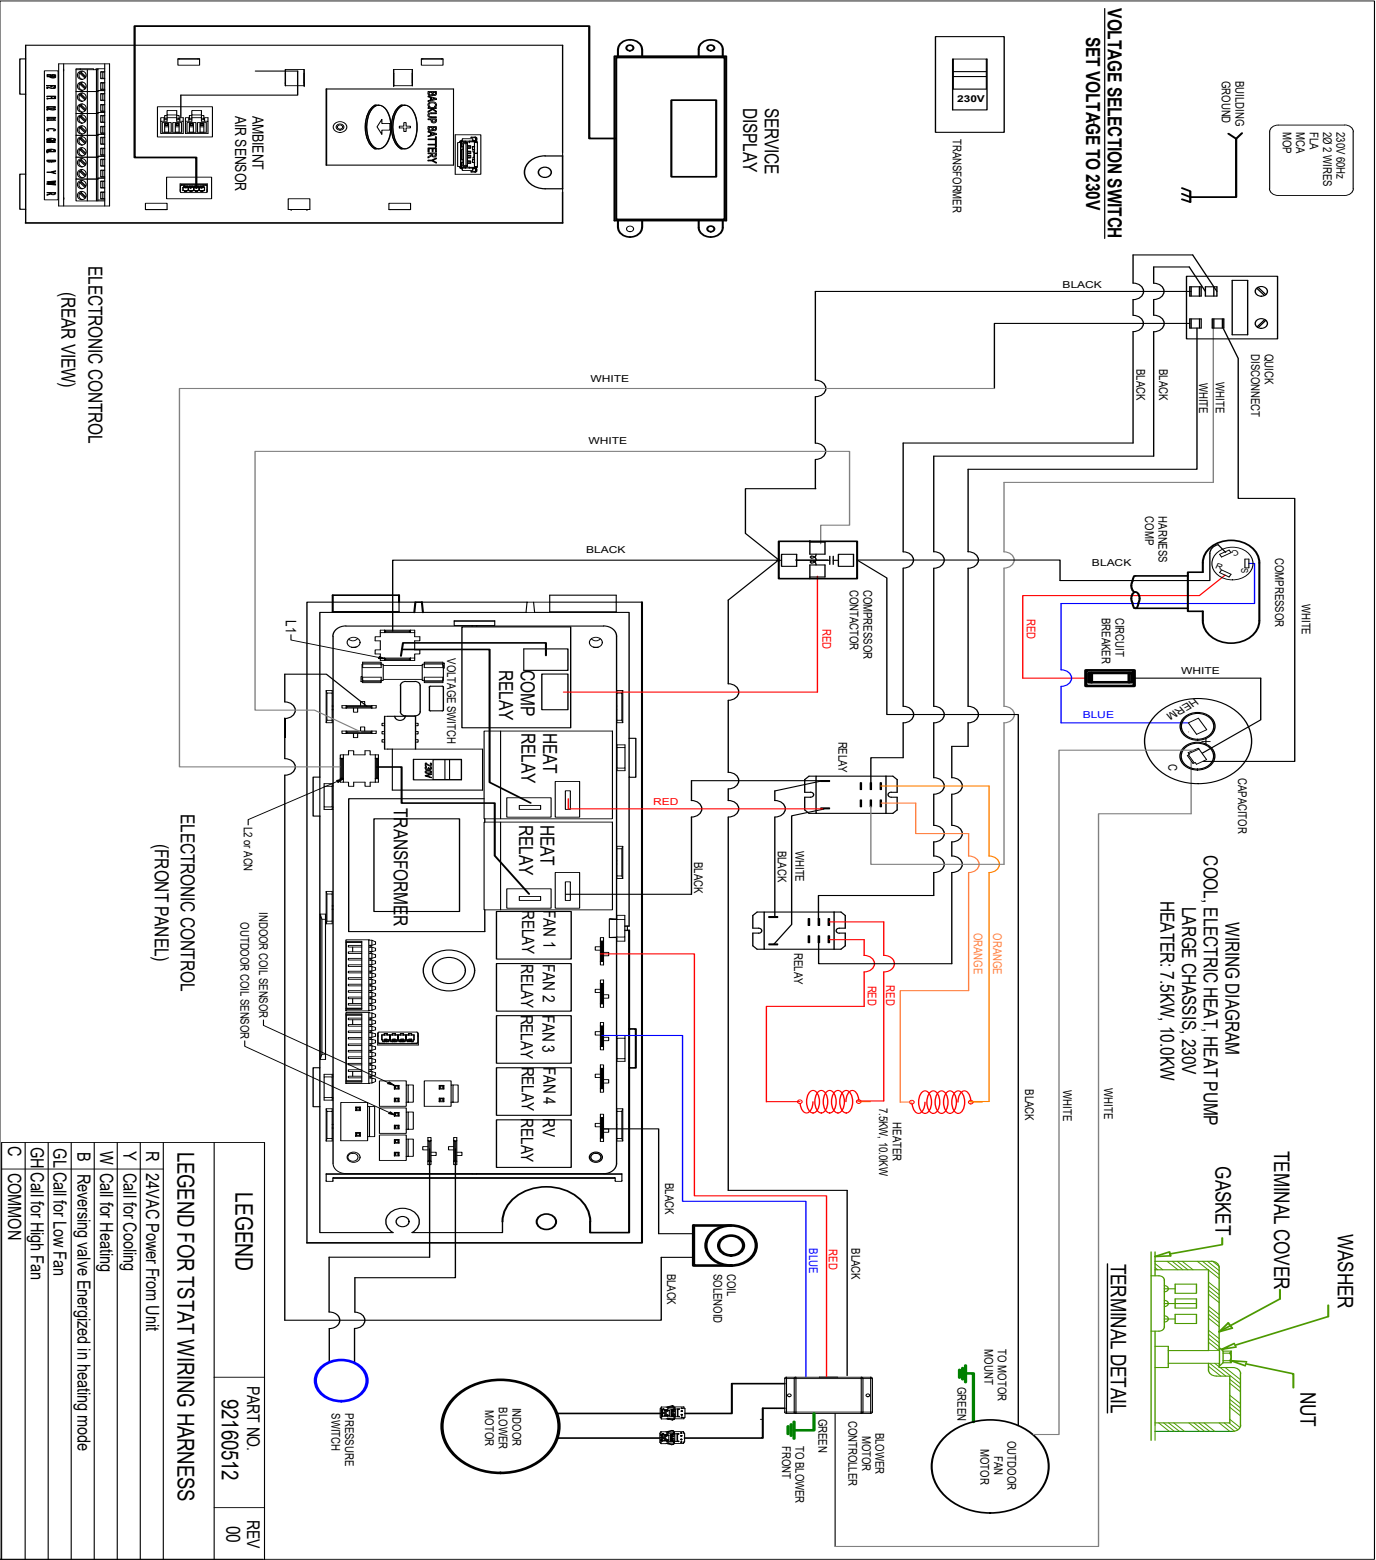 WIRING DIAGRAM
COOL, ELECTRIC HEAT, HEAT PUMP
LARGE CHASSIS, 230V
HEATER: 7.5KW, 10.0KW
230V 60Hz
2Ø 2 WIRES
FLA
MCA
MOP
BUILDING
GROUND
VOLTAGE SELECTION SWITCH
SET VOLTAGE TO 230V
230V
TRANSFORMER
SERVICE
DISPLAY
BACKUP BATTERY
AMBIENT
AIR SENSOR
ELECTRONIC CONTROL
(REAR VIEW)
QUICK
DISCONNECT
BLACK
BLACK
BLACK
WHITE
WHITE
WHITE
WHITE
WHITE
HARNESS
COMP
COMPRESSOR
C
S
R
BLACK
RED
CIRCUIT
BREAKER
WHITE
BLUE
HERM
C
CAPACITOR
COMPRESSOR
CONTACTOR
BLACK
RED
RELAY
RED
BLACK
WHITE
BLACK
RELAY
ORANGE
ORANGE
RED
RED
HEATER
7.5KW, 10.0KW
BLACK
WHITE
WHITE
L1
VOLTAGE SWITCH
COMP
RELAY
HEAT
RELAY
HEAT
RELAY
230V
TRANSFORMER
FAN 1
RELAY
FAN 2
RELAY
FAN 3
RELAY
FAN 4
RELAY
RV
RELAY
L2 or ACN
ELECTRONIC CONTROL
(FRONT PANEL)
INDOOR COIL SENSOR
OUTDOOR COIL SENSOR
BLACK
BLACK
COIL
SOLENOID
BLACK
RED
BLUE
PRESSURE
SWITCH
INDOOR
BLOWER
MOTOR
BLOWER
MOTOR
CONTROLLER
GREEN
TO BLOWER
FRONT
TO MOTOR
MOUNT
GREEN
OUTDOOR
FAN
MOTOR
WASHER
TEMINAL COVER
GASKET
NUT
TERMINAL DETAIL
LEGEND
PART NO.
92160512
REV
00
LEGEND FOR TSTAT WIRING HARNESS
R 24VAC Power From Unit
Y Call for Cooling
W Call for Heating
B Reversing valve Energized in heating mode
GL Call for Low Fan
GH Call for High Fan
C COMMON